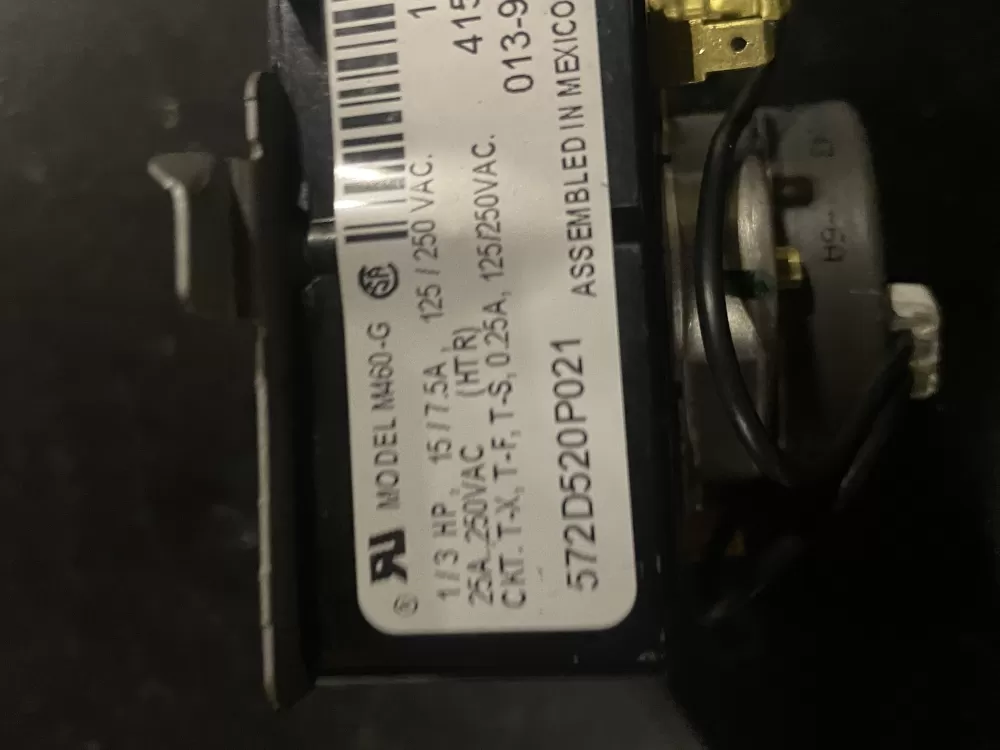 MODEL M460-G
1/3 HP, 15/7.5A, 125/250 VAC.
25A 250VAC (HTR)
CKT. T-X, T-F, T-S, 0.25A, 125/250VAC.
572D520P021 ASSEMBLED IN MEXICO
1
415
013-9